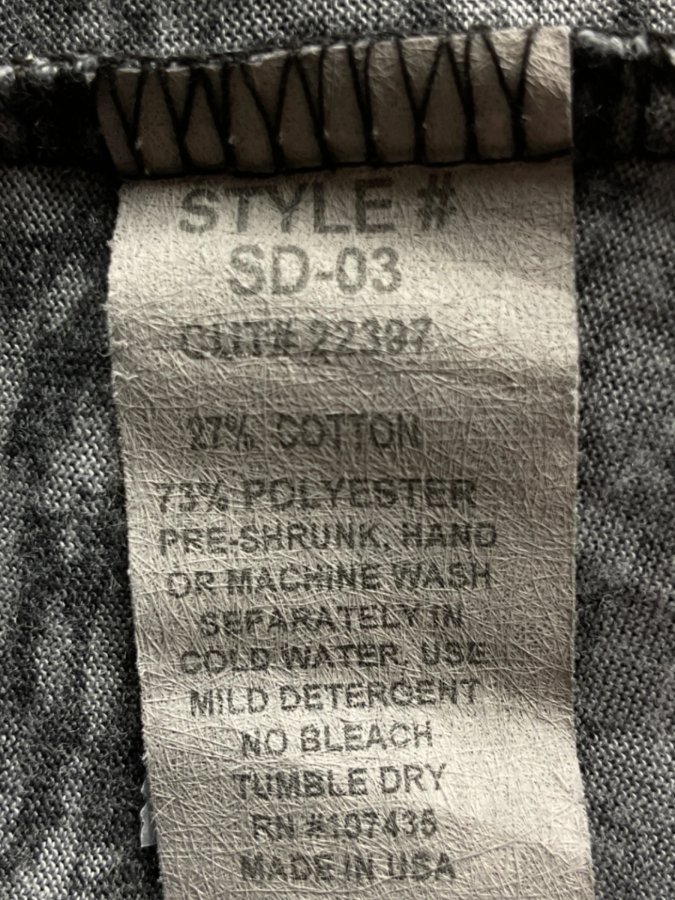 STYLE #
SD-03
CUT# 22397
27% COTTON
73% POLYESTER
PRE-SHRUNK, HAND
OR MACHINE WASH
SEPARATELY IN
COLD WATER. USE
MILD DETERGENT
NO BLEACH
TUMBLE DRY
RN #107435
MADE IN USA